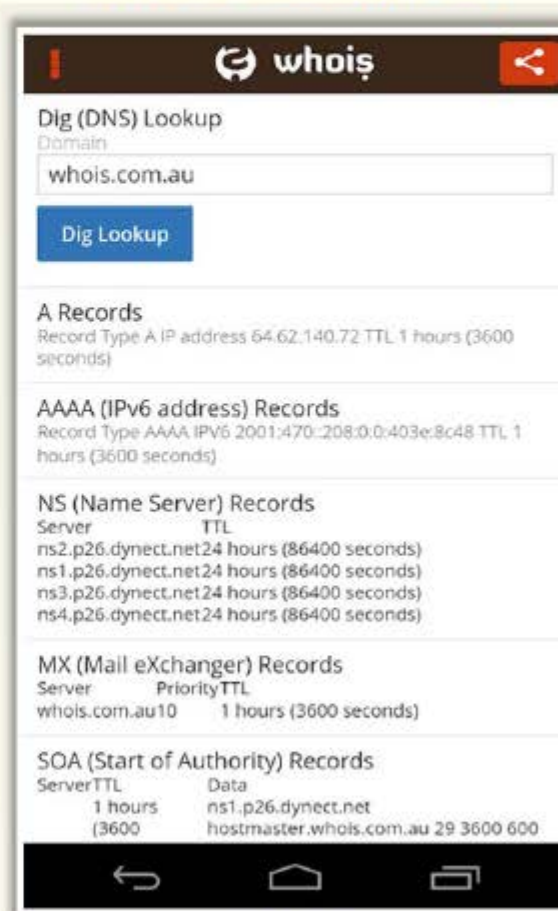 whois
Dig (DNS) Lookup
Domain
whois.com.au
Dig Lookup
A Records
Record Type A IP address 64.62.140.72 TTL 1 hours (3600
seconds)
AAAA (IPv6 address) Records
Record Type AAAA IPV6 2001:470::208:0:0:403e:8c48 TTL 1
hours (3600 seconds)
NS (Name Server) Records
Server TTL
ns2.p26.dynect.net24 hours (86400 seconds)
ns1.p26.dynect.net24 hours (86400 seconds)
ns3.p26.dynect.net24 hours (86400 seconds)
ns4.p26.dynect.net24 hours (86400 seconds)
MX (Mail eXchanger) Records
Server PriorityTTL
whois.com.au10 1 hours (3600 seconds)
SOA (Start of Authority) Records
ServerTTL Data
1 hours ns1.p26.dynect.net
(3600 hostmaster.whois.com.au 29 3600 600